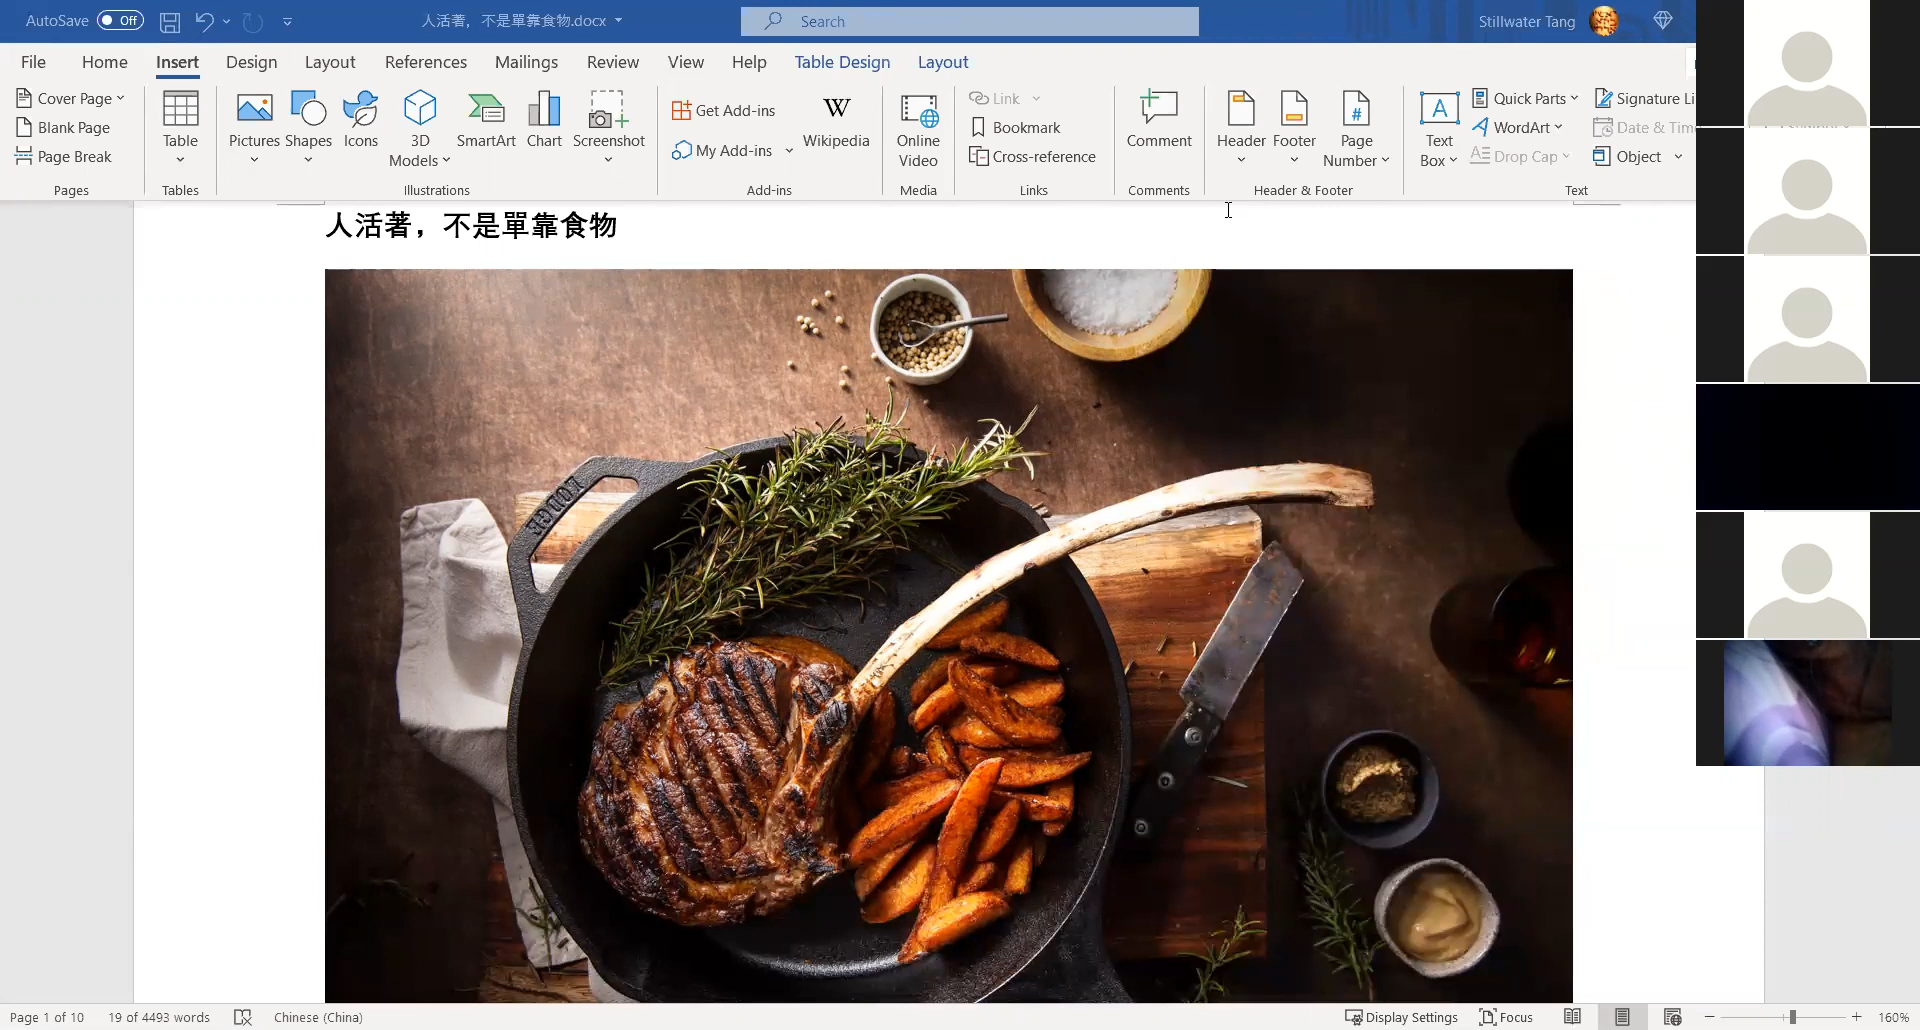 AutoSave Off 人活著，不是單靠食物.docx Search Stillwater Tang
File Home Insert Design Layout References Mailings Review View Help Table Design Layout
Cover Page
Blank Page
Page Break
Pages
Table
Tables
Pictures Shapes Icons 3D Models SmartArt Chart Screenshot
Illustrations
Get Add-ins
My Add-ins
W
Wikipedia
Add-ins
Online Video
Media
Link
Bookmark
Cross-reference
Links
Comment
Comments
Header Footer Page Number
Header & Footer
Text Box
Quick Parts
WordArt
Drop Cap
Signature Li
Date & Tim
Object
Text
人活著，不是單靠食物
LODGE
Page 1 of 10 19 of 4493 words Chinese (China) Display Settings Focus 160%